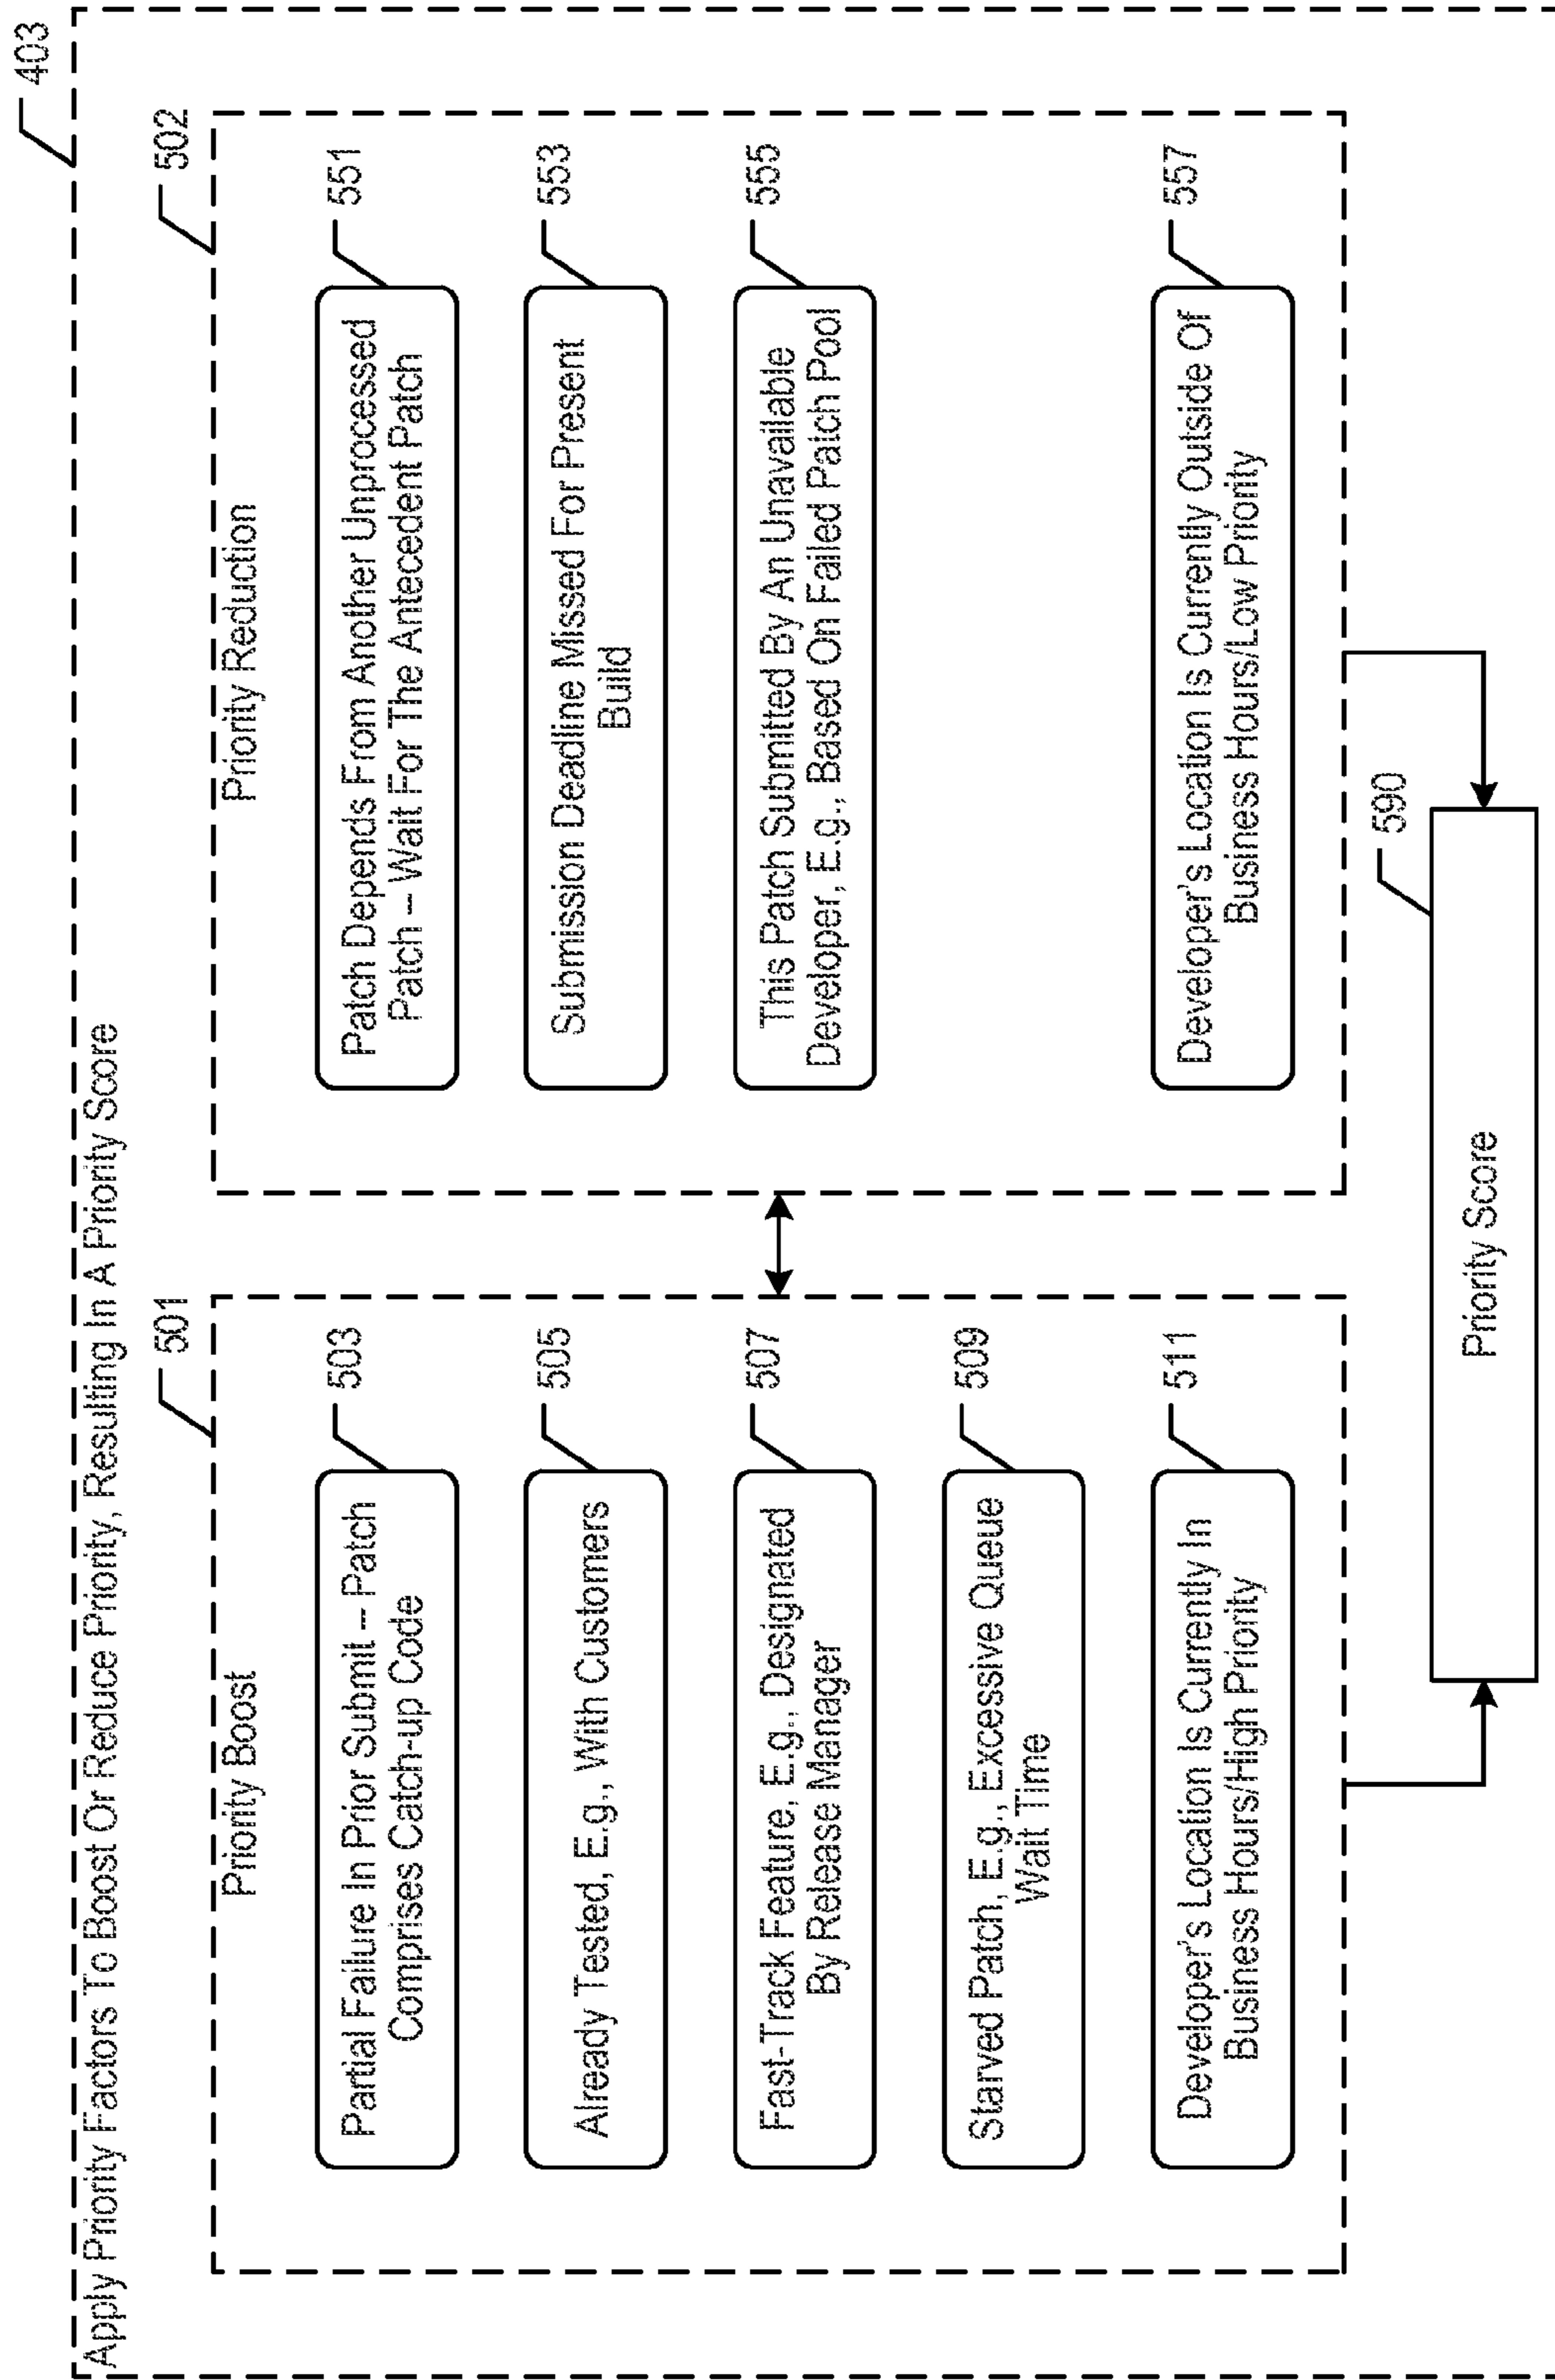 403
Apply Priority Factors To Boost Or Reduce Priority, Resulting In A Priority Score
501
Priority Boost
503
Partial Failure In Prior Submit -- Patch
Comprises Catch-up Code
505
Already Tested, E.g., With Customers
507
Fast-Track Feature, E.g., Designated
By Release Manager
509
Starved Patch, E.g., Excessive Queue
Wait Time
511
Developer's Location Is Currently In
Business Hours/High Priority
502
Priority Reduction
551
Patch Depends From Another Unprocessed
Patch – Wait For The Antecedent Patch
553
Submission Deadline Missed For Present
Build
555
This Patch Submitted By An Unavailable
Developer, E.g., Based On Failed Patch Pool
557
Developer's Location Is Currently Outside Of
Business Hours/Low Priority
590
Priority Score